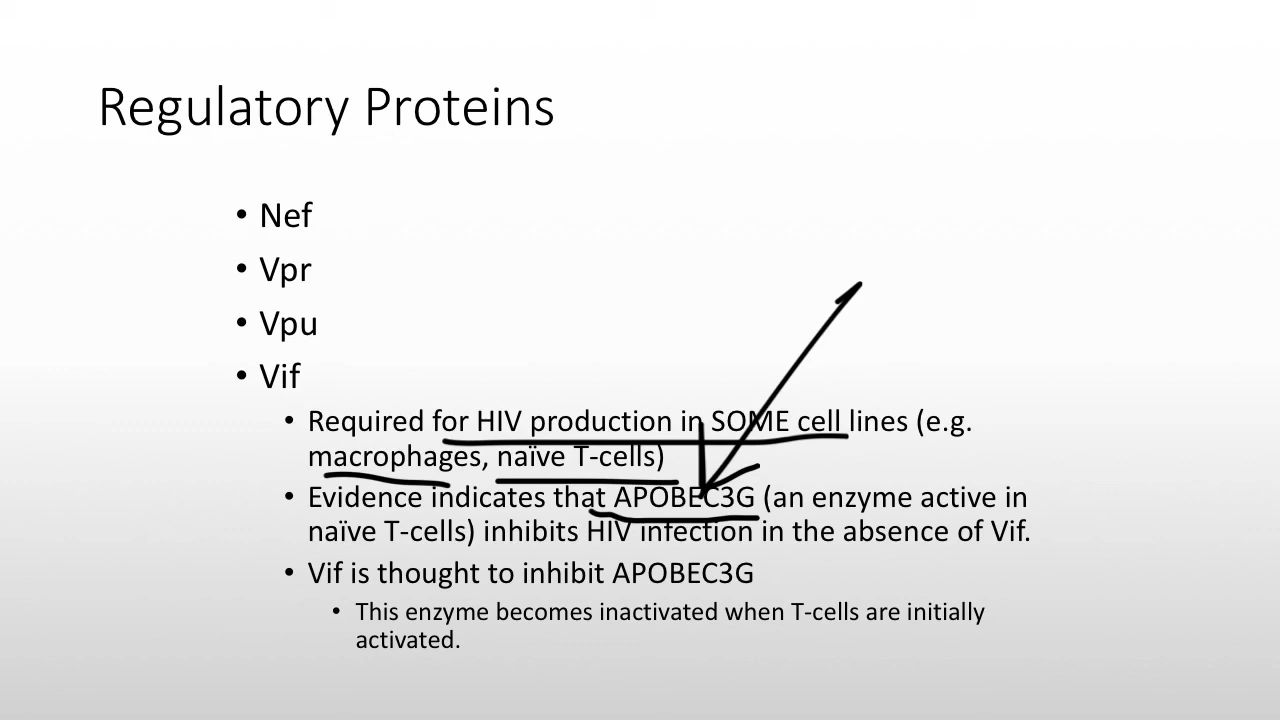 Regulatory Proteins
• Nef
• Vpr
• Vpu
• Vif
• Required for HIV production in SOME cell lines (e.g.
macrophages, naïve T-cells)
• Evidence indicates that APOBEC3G (an enzyme active in
naïve T-cells) inhibits HIV infection in the absence of Vif.
• Vif is thought to inhibit APOBEC3G
• This enzyme becomes inactivated when T-cells are initially
activated.